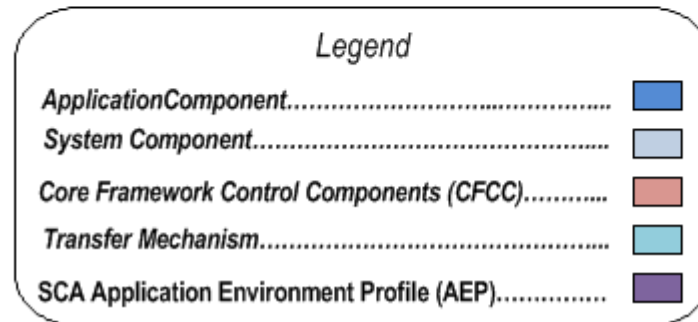 Legend
ApplicationComponent…………………………...…………....
System Component…………………………………………....
Core Framework Control Components (CFCC)………...
Transfer Mechanism………………………………………...
SCA Application Environment Profile (AEP)……………